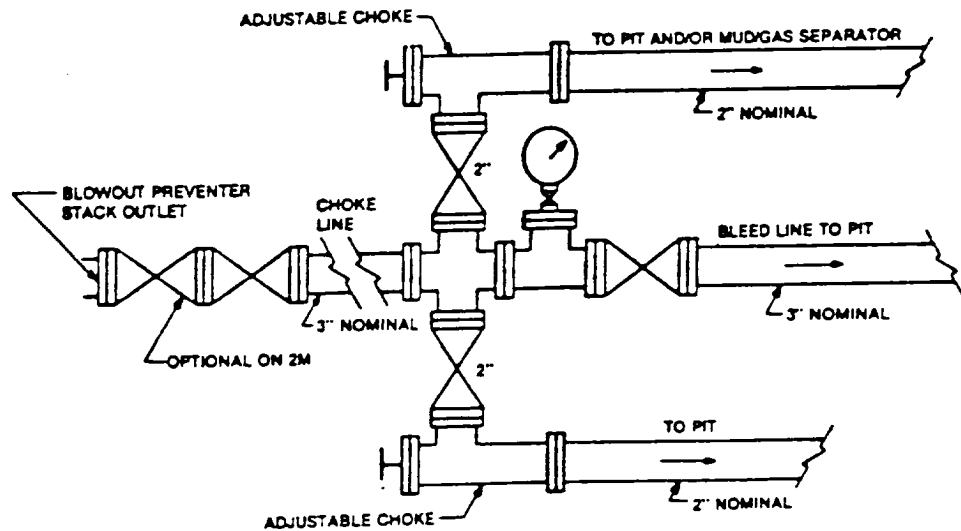 ADJUSTABLE CHOKE
TO PIT AND/OR MUD/GAS SEPARATOR
2" NOMINAL
2"
BLOWOUT PREVENTER
STACK OUTLET
CHOKE
LINE
BLEED LINE TO PIT
3" NOMINAL
3" NOMINAL
OPTIONAL ON 2M
2"
TO PIT
2" NOMINAL
ADJUSTABLE CHOKE